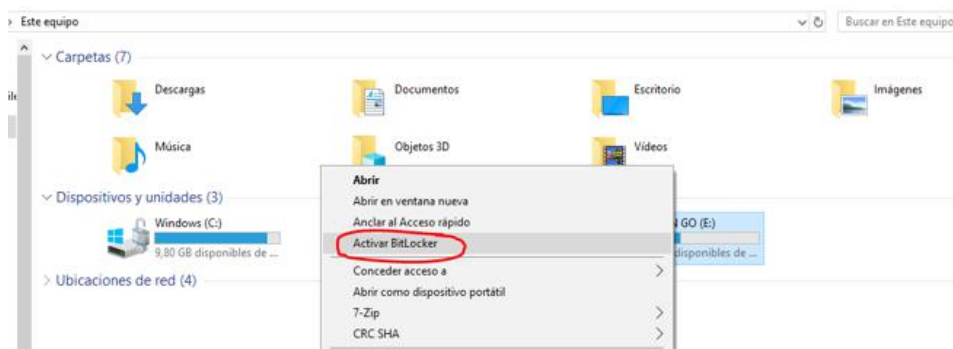 Este equipo
Buscar en Este equipo
Carpetas (7)
Descargas
Documentos
Escritorio
Imágenes
Música
Objetos 3D
Vídeos
Dispositivos y unidades (3)
Windows (C:)
9,80 GB disponibles de ...
GO (E:)
disponibles de ...
Ubicaciones de red (4)
Abrir
Abrir en ventana nueva
Anclar al Acceso rápido
Activar BitLocker
Conceder acceso a
Abrir como dispositivo portátil
7-Zip
CRC SHA